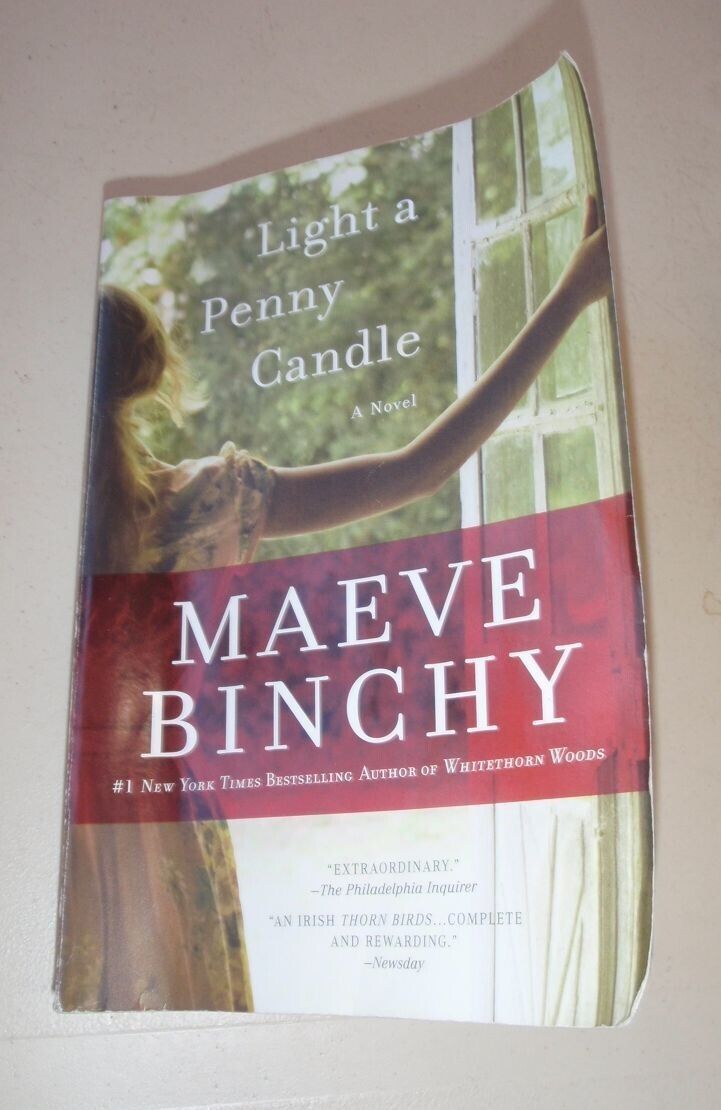 Light a
Penny
Candle
A Novel
MAEVE
BINCHY
#1 NEW YORK TIMES BESTSELLING AUTHOR OF WHITETHORN WOODS
“EXTRAORDINARY.”
–The Philadelphia Inquirer
“AN IRISH THORN BIRDS...COMPLETE
AND REWARDING.”
–Newsday